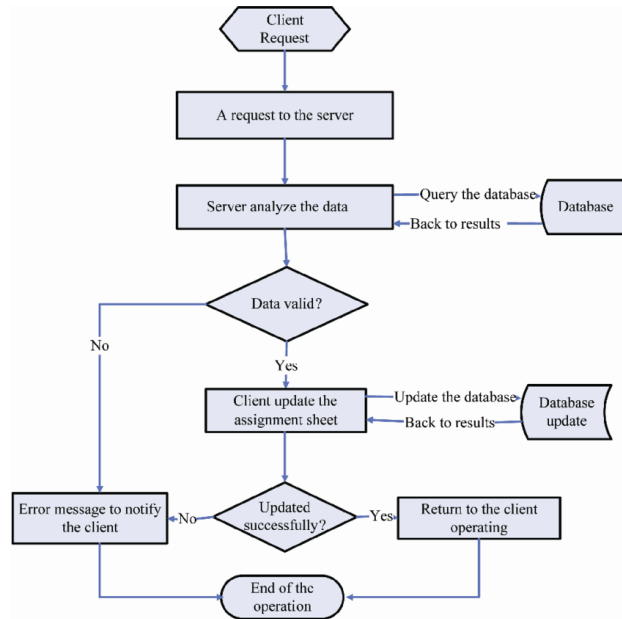 Client
Request
A request to the server
Server analyze the data
Query the database
Back to results
Database
Data valid?
No
Yes
Client update the
assignment sheet
Update the database
Back to results
Database
update
Error message to notify
the client
No
Updated
successfully?
Yes
Return to the client
operating
End of the
operation